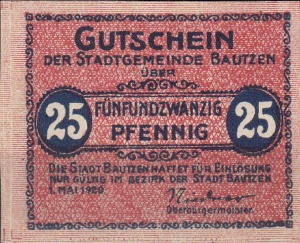 GUTSCHEIN
DER STADTGEMEINDE BAUTZEN
ÜBER
25 FÜNFUNDZWANZIG 25
PFENNIG
DIE STADT BAUTZEN HAFTET FÜR EINLÖSUNG
NUR GÜLTIG IM BEZIRK DER STADT BAUTZEN
1. MAI 1920
Oberbürgermeister